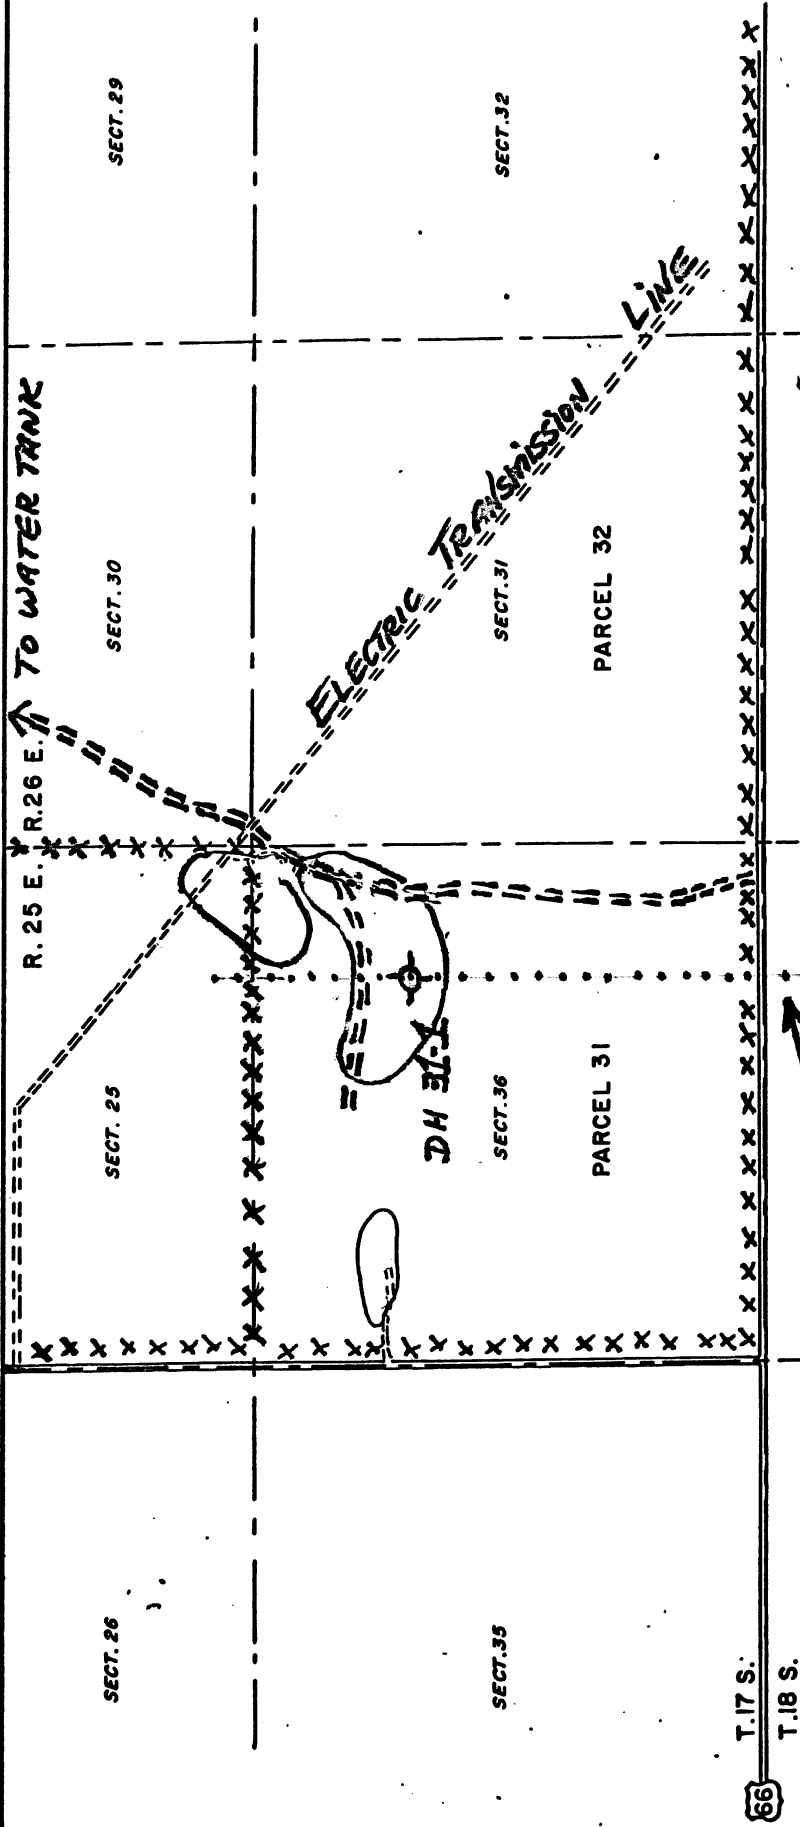 SECT. 26
SECT. 25
SECT. 30
SECT. 29
R. 25 E.
R. 26 E.
TO WATER TANK
ELECTRIC TRANSMISSION LINE
SECT. 35
SECT. 36
SECT. 31
SECT. 32
DH 31-1
PARCEL 31
PARCEL 32
T.17 S.
T.18 S.
66